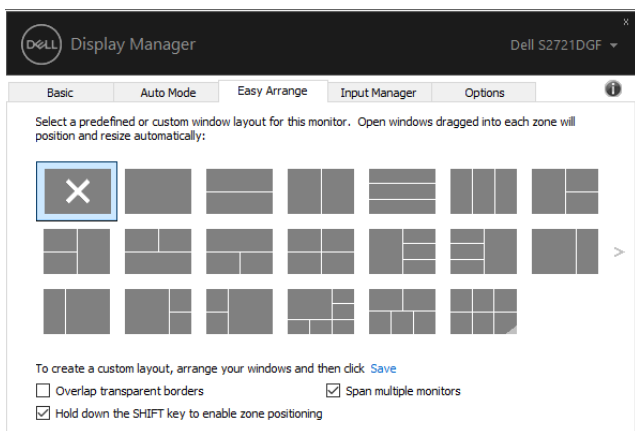 x
DELL Display Manager Dell S2721DGF
Basic Auto Mode Easy Arrange Input Manager Options i
Select a predefined or custom window layout for this monitor. Open windows dragged into each zone will
position and resize automatically:
>
To create a custom layout, arrange your windows and then click Save
Overlap transparent borders Span multiple monitors
Hold down the SHIFT key to enable zone positioning